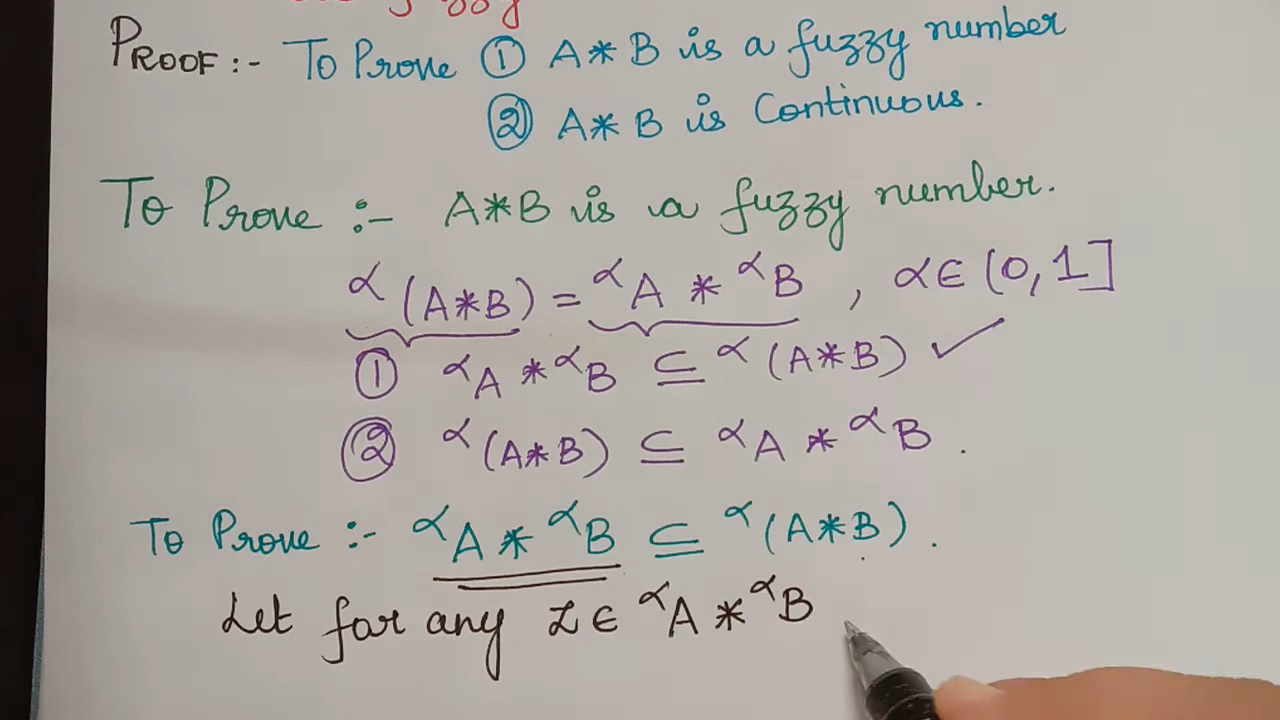 fuzzy
PROOF :- To Prove ① A * B is a fuzzy number
② A * B is Continuous.
To Prove :- A * B is a fuzzy number.
α(A * B) = αA * αB , α ∈ (0, 1]
① αA * αB ⊆ α(A * B) ✓
② α(A * B) ⊆ αA * αB .
To Prove :- αA * αB ⊆ α(A * B) .
Let for any Z ∈ αA * αB